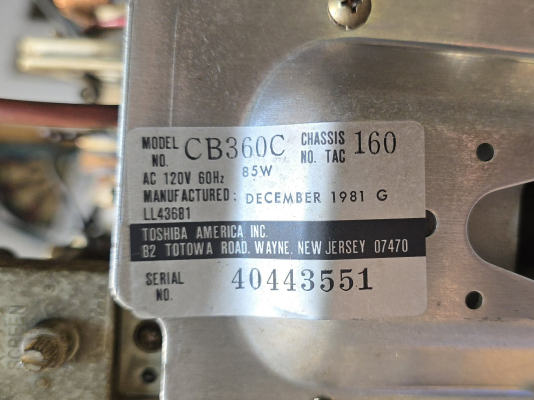 MODEL NO. CB360C CHASSIS NO. TAC 160
AC 120V 60Hz 85W
MANUFACTURED: DECEMBER 1981 G
LL43681
TOSHIBA AMERICA INC.
82 TOTOWA ROAD, WAYNE, NEW JERSEY 07470
SERIAL NO. 40443551
SCREEN